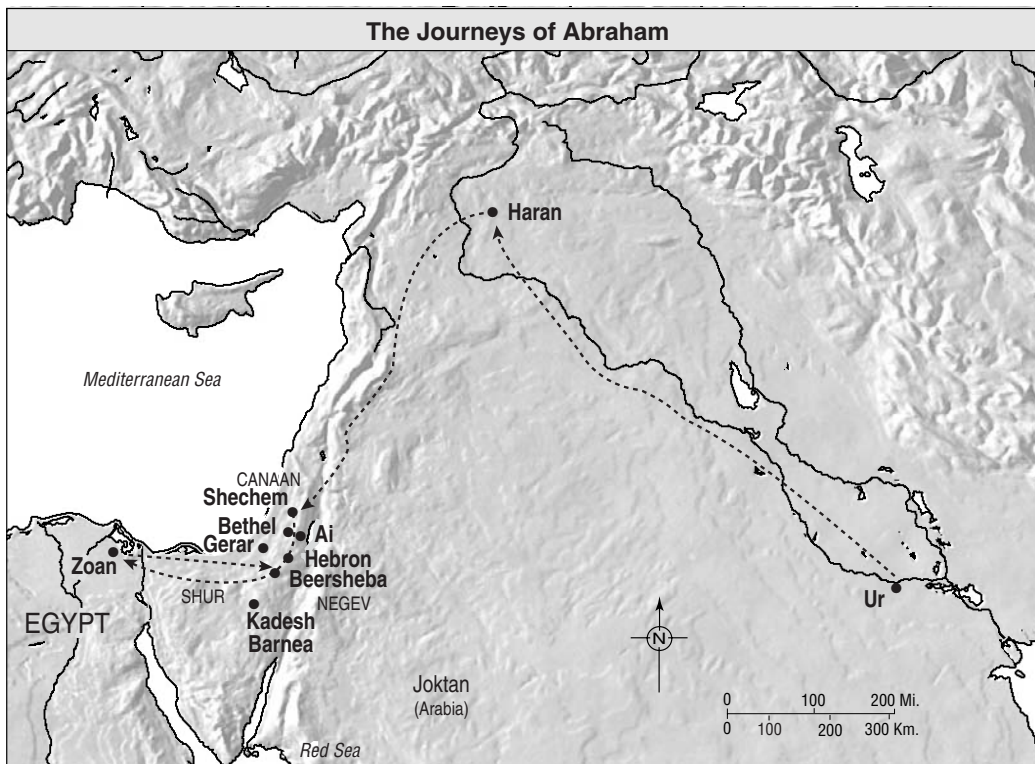 The Journeys of Abraham
Haran
Mediterranean Sea
CANAAN
Shechem
Bethel
Ai
Gerar
Hebron
Zoan
Beersheba
SHUR
NEGEV
Kadesh
Barnea
EGYPT
Ur
N
Joktan
(Arabia)
0 100 200 Mi.
0 100 200 300 Km.
Red Sea